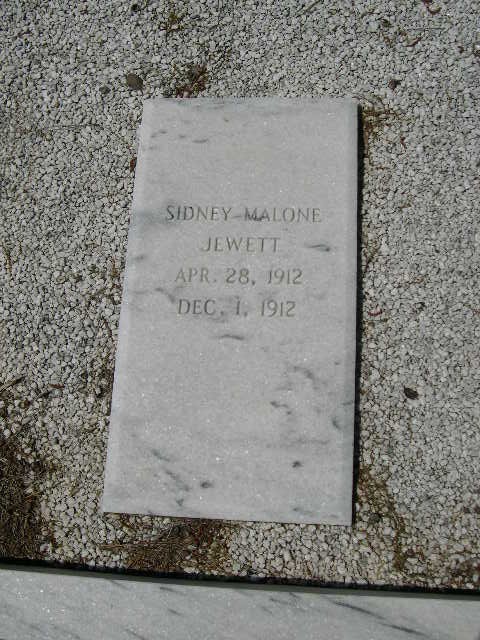 SIDNEY MALONE
JEWETT
APR. 28, 1912
DEC. 1, 1912